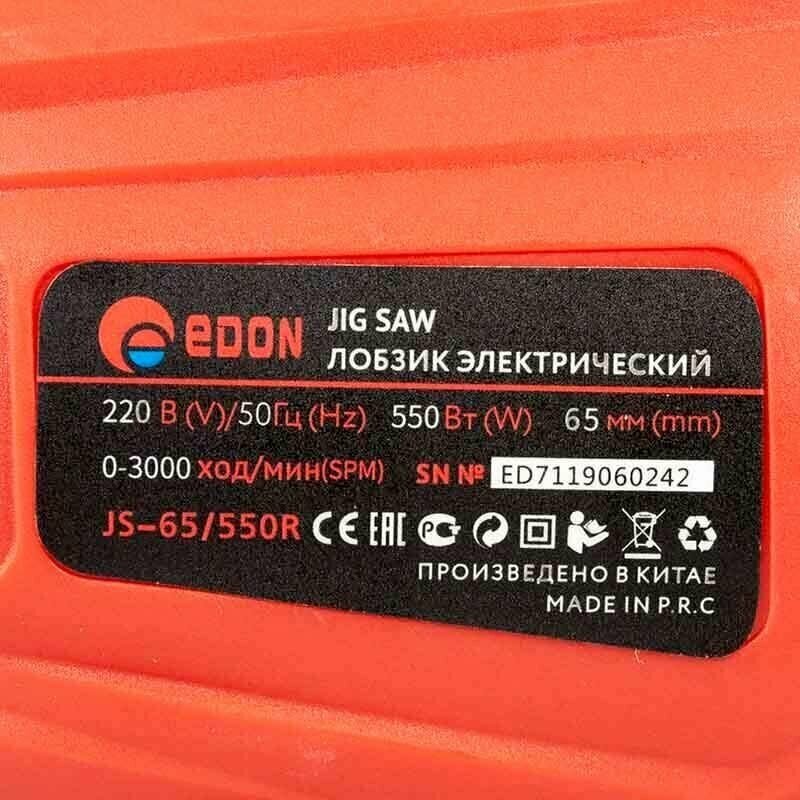 eDON JIG SAW
ЛОБЗИК ЭЛЕКТРИЧЕСКИЙ
220 В (V)/50Гц (Hz) 550 Вт (W) 65 мм (mm)
0-3000 ход/мин(SPM) SN № ED7119060242
JS-65/550R CE EAC РСТ
ПРОИЗВЕДЕНО В КИТАЕ
MADE IN P.R.C